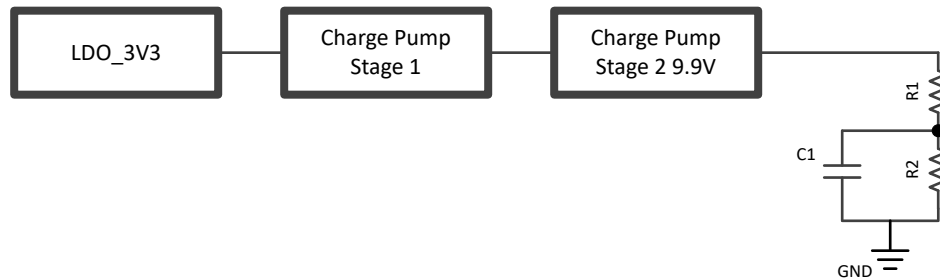 LDO_3V3
Charge Pump
Stage 1
Charge Pump
Stage 2 9.9V
R1
C1
R2
GND